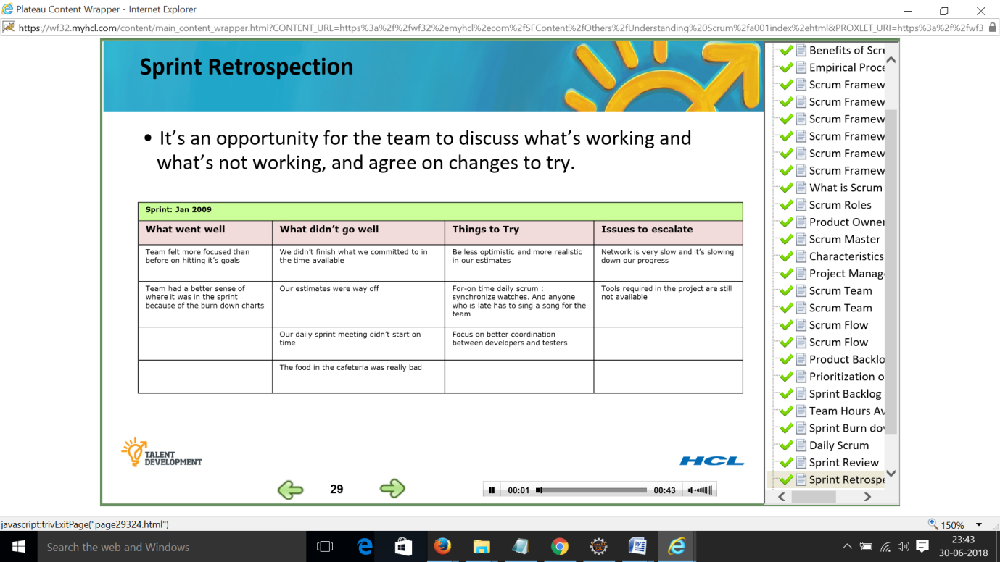 Plateau Content Wrapper - Internet Explorer
https://wf32.myhcl.com/content/main_content_wrapper.html?CONTENT_URL=https%3a%2f%2fwf32%2emyhcl%2ecom%2fSFContent%2fOthers%2fUnderstanding%20Scrum%2fa001index%2ehtml&PROXLET_URI=https%3a%2f%2fwf3
Sprint Retrospection
• It’s an opportunity for the team to discuss what’s working and
what’s not working, and agree on changes to try.
Sprint: Jan 2009
What went well What didn’t go well Things to Try Issues to escalate
Team felt more focused than
before on hitting it’s goals
We didn’t finish what we committed to in
the time available
Be less optimistic and more realistic
in our estimates
Network is very slow and it’s slowing
down our progress
Team had a better sense of
where it was in the sprint
because of the burn down charts
Our estimates were way off
For-on time daily scrum :
synchronize watches. And anyone
who is late has to sing a song for the
team
Tools required in the project are still
not available
Our daily sprint meeting didn’t start on
time
Focus on better coordination
between developers and testers
The food in the cafeteria was really bad
TALENT
DEVELOPMENT
HCL
29
00:01 00:43
Benefits of Scru
Empirical Proce
Scrum Framew
Scrum Framew
Scrum Framew
Scrum Framew
Scrum Framew
Scrum Framew
What is Scrum
Scrum Roles
Product Owner
Scrum Master
Characteristics
Project Manag
Scrum Team
Scrum Team
Scrum Flow
Scrum Flow
Product Backlo
Prioritization o
Sprint Backlog
Team Hours Av
Sprint Burn dov
Daily Scrum
Sprint Review
Sprint Retrospe
javascript:trivExitPage("page29324.html")
150%
Search the web and Windows
23:43
30-06-2018